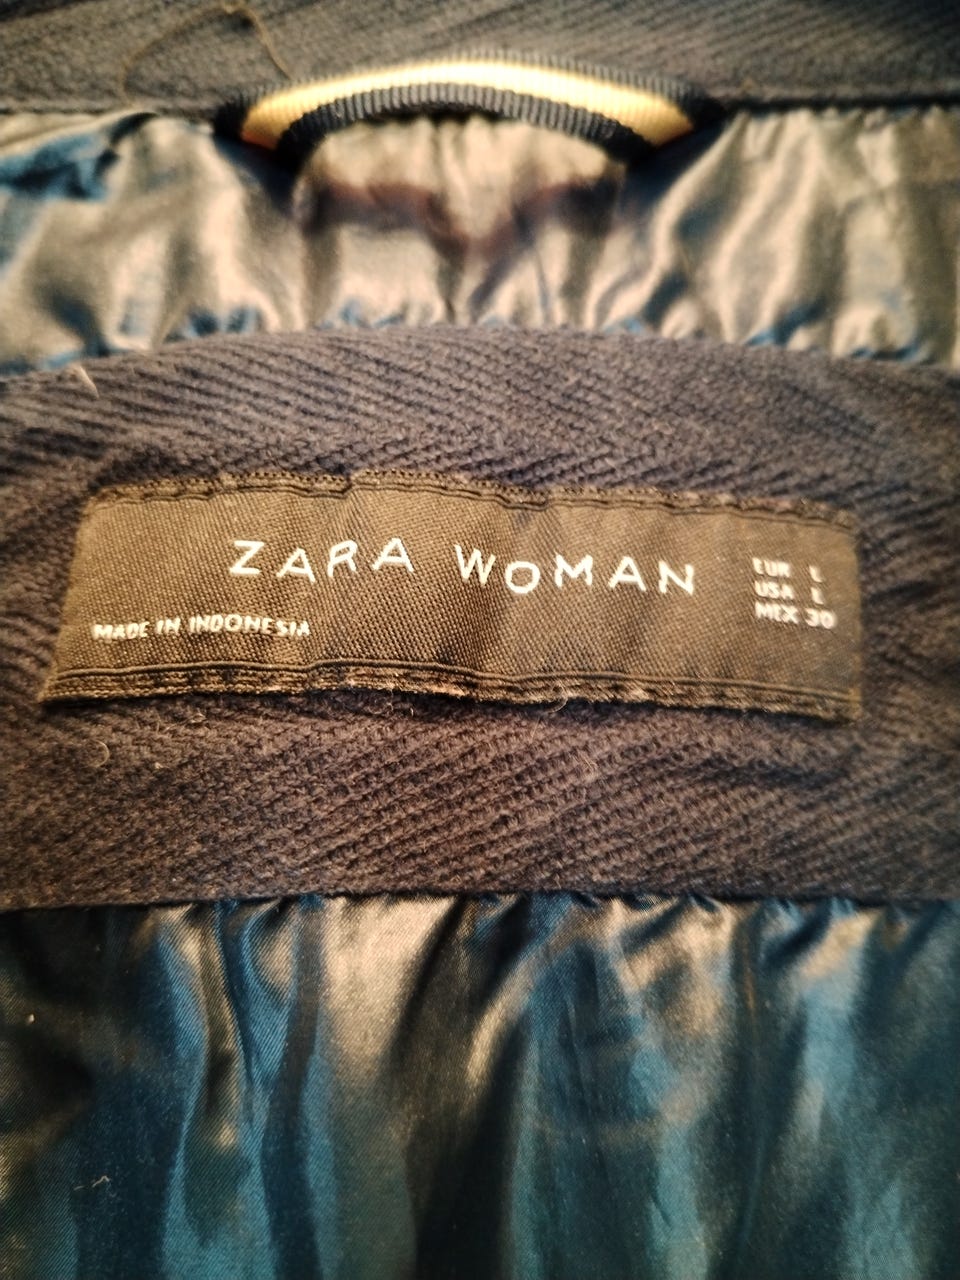 ZARA WOMAN
EUR L
USA L
MEX 30
MADE IN INDONESIA